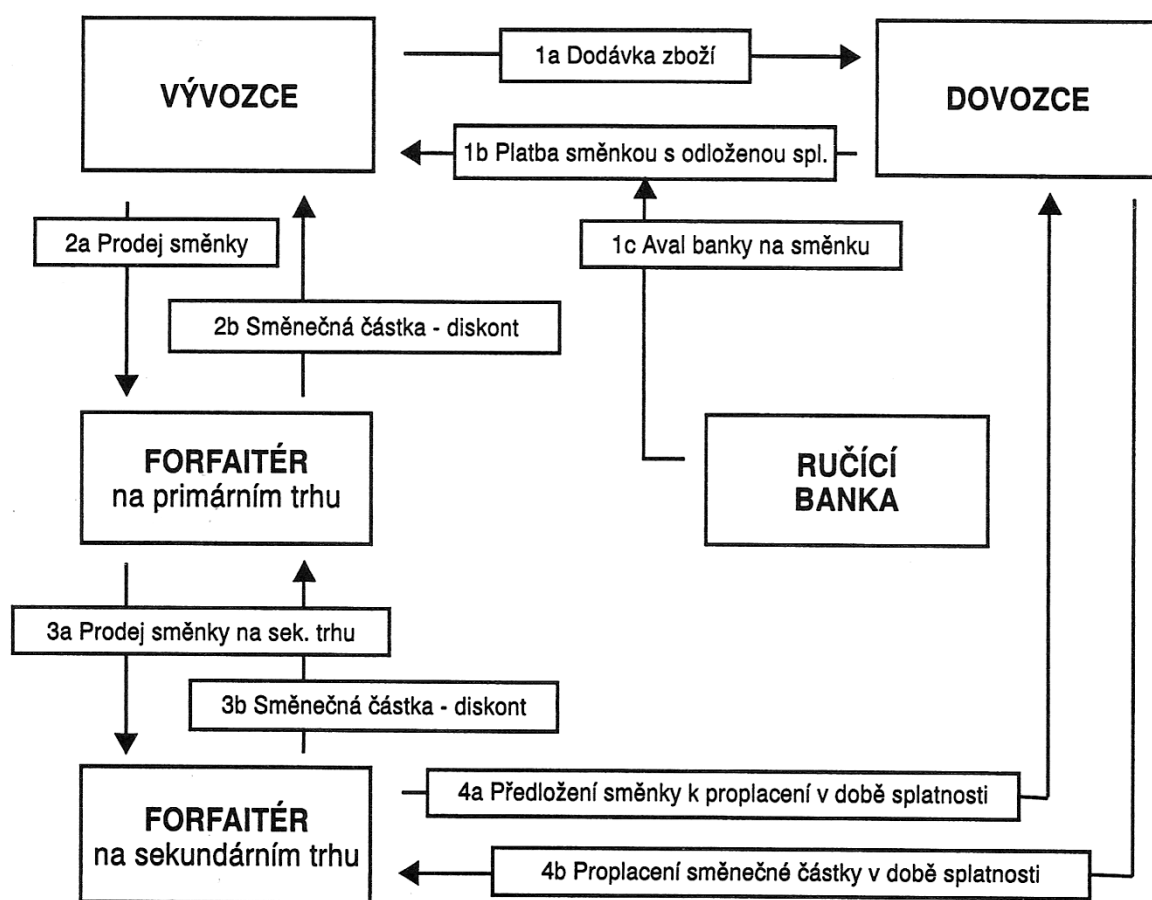 VÝVOZCE
1a Dodávka zboží
DOVOZCE
1b Platba směnkou s odloženou spl.
2a Prodej směnky
1c Aval banky na směnku
2b Směnečná částka - diskont
FORFAITÉR
na primárním trhu
RUČÍCÍ
BANKA
3a Prodej směnky na sek. trhu
3b Směnečná částka - diskont
FORFAITÉR
na sekundárním trhu
4a Předložení směnky k proplacení v době splatnosti
4b Proplacení směnečné částky v době splatnosti